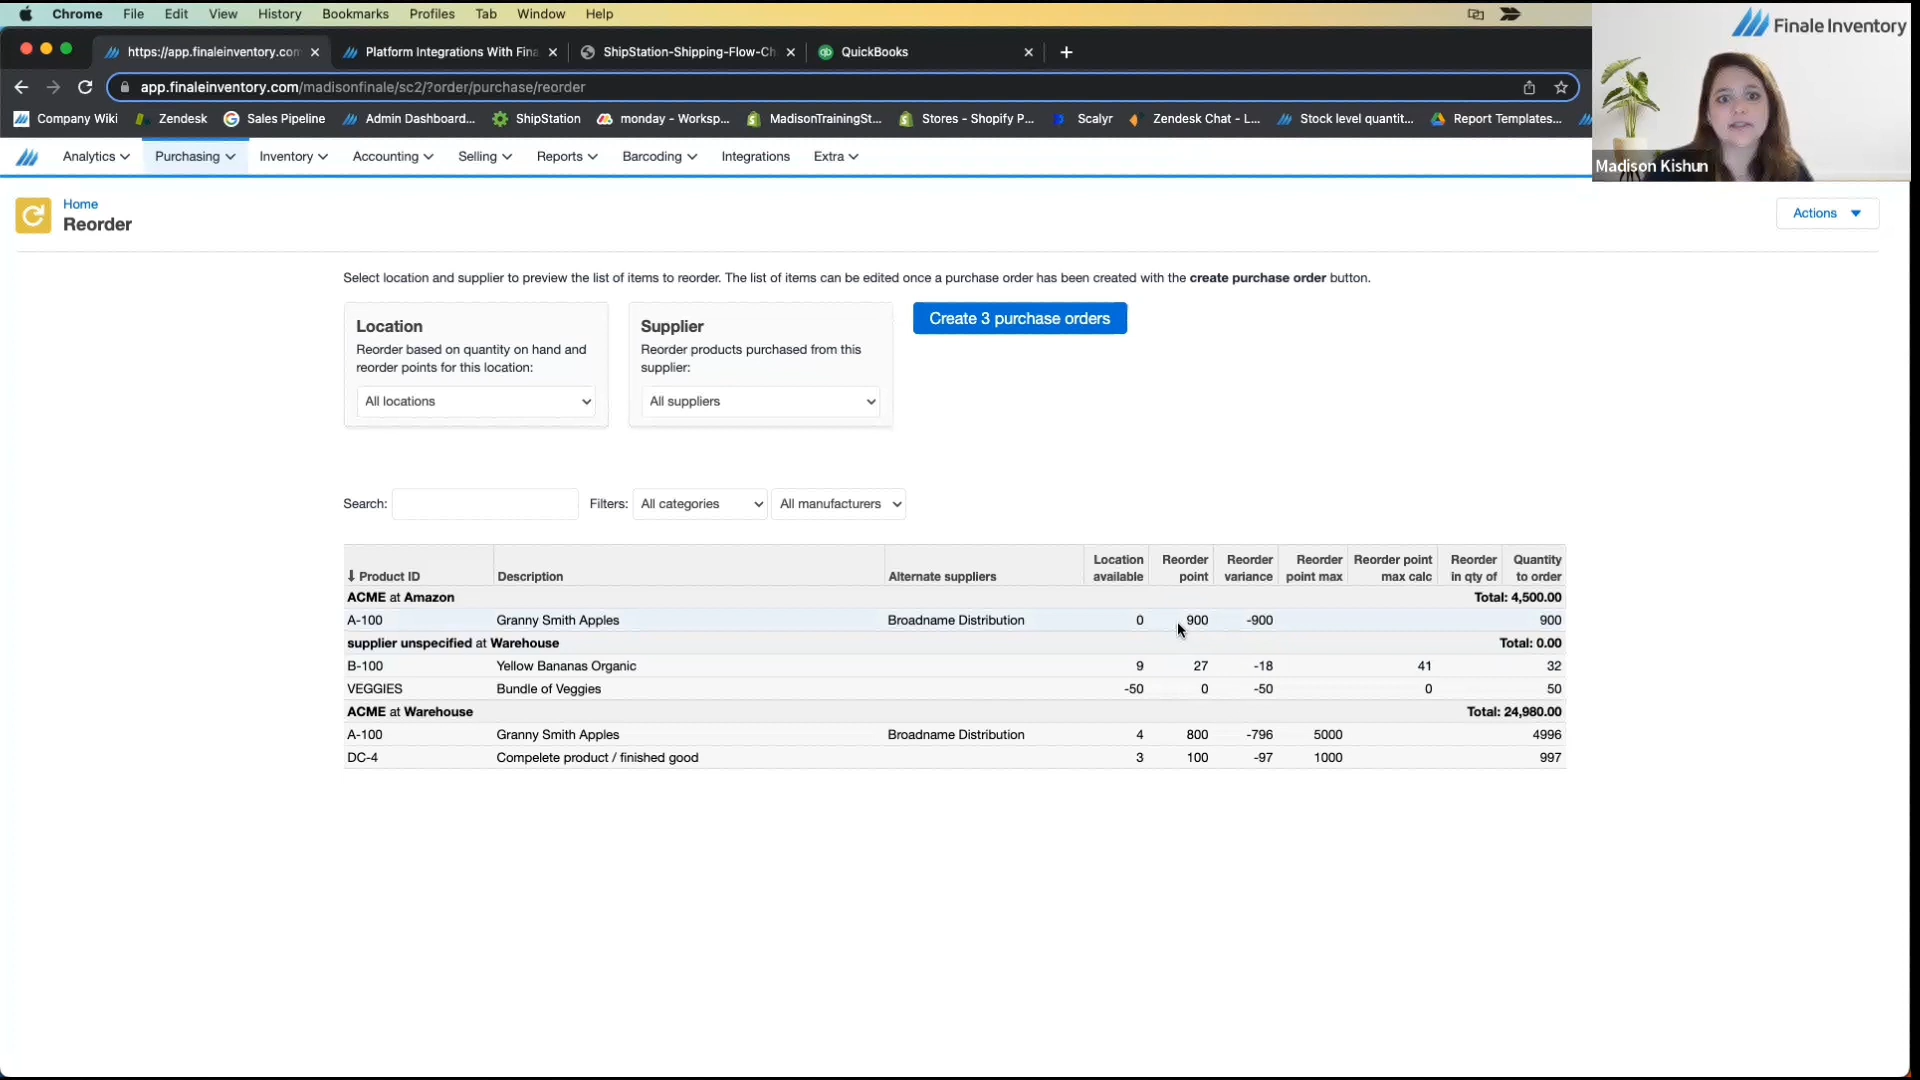 Chrome File Edit View History Bookmarks Profiles Tab Window Help
Finale Inventory
https://app.finaleinventory.con
Platform Integrations With Fina
ShipStation-Shipping-Flow-Ch
QuickBooks
app.finaleinventory.com/madisonfinale/sc2/?order/purchase/reorder
Company Wiki Zendesk Sales Pipeline Admin Dashboard... ShipStation monday - Worksp... MadisonTrainingSt... Stores - Shopify P... Scalyr Zendesk Chat - L... Stock level quantit... Report Templates...
Analytics Purchasing Inventory Accounting Selling Reports Barcoding Integrations Extra
Madison Kishun
Home
Reorder
Actions
Select location and supplier to preview the list of items to reorder. The list of items can be edited once a purchase order has been created with the create purchase order button.
Location
Reorder based on quantity on hand and
reorder points for this location:
All locations
Supplier
Reorder products purchased from this
supplier:
All suppliers
Create 3 purchase orders
Search: Filters: All categories All manufacturers
Product ID Description Alternate suppliers Location available Reorder point Reorder variance Reorder point max Reorder point max calc Reorder in qty of Quantity to order
ACME at Amazon Total: 4,500.00
A-100 Granny Smith Apples Broadname Distribution 0 900 -900 900
supplier unspecified at Warehouse Total: 0.00
B-100 Yellow Bananas Organic 9 27 -18 41 32
VEGGIES Bundle of Veggies -50 0 -50 0 50
ACME at Warehouse Total: 24,980.00
A-100 Granny Smith Apples Broadname Distribution 4 800 -796 5000 4996
DC-4 Compelete product / finished good 3 100 -97 1000 997